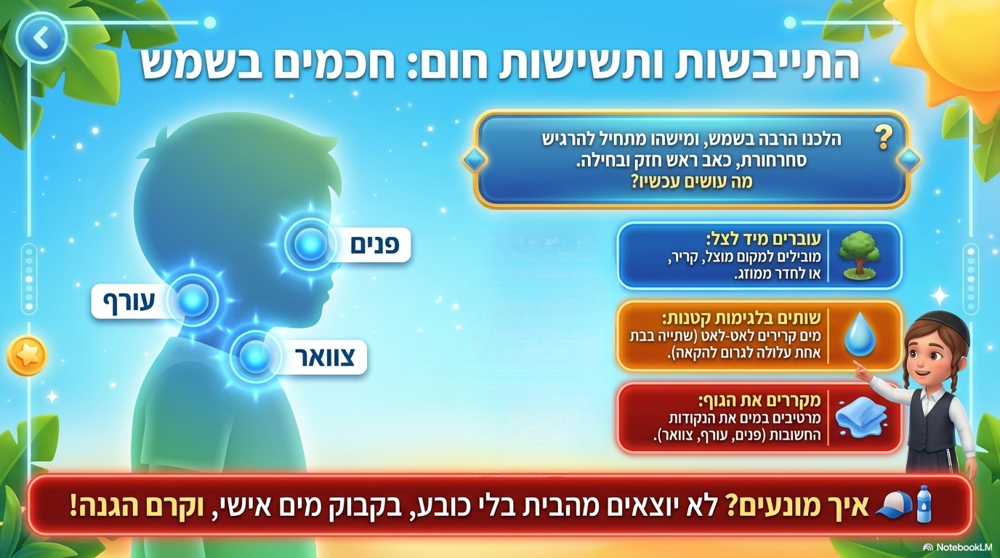 התייבשות ותשישות חום: חכמים בשמש
?
הלכנו הרבה בשמש, ומישהו מתחיל להרגיש
סחרחורת, כאב ראש חזק ובחילה.
מה עושים עכשיו?
פנים
עורף
צוואר
עוברים מיד לצל:
מובילים למקום מוצל, קריר,
או לחדר ממוזג.
שותים בלגימות קטנות:
מים קרירים לאט-לאט (שתייה בבת
אחת עלולה לגרום להקאה).
מקררים את הגוף:
מרטיבים במים את הנקודות
החשובות (פנים, עורף, צוואר).
איך מונעים? לא יוצאים מהבית בלי כובע, בקבוק מים אישי, וקרם הגנה!
NotebookLM